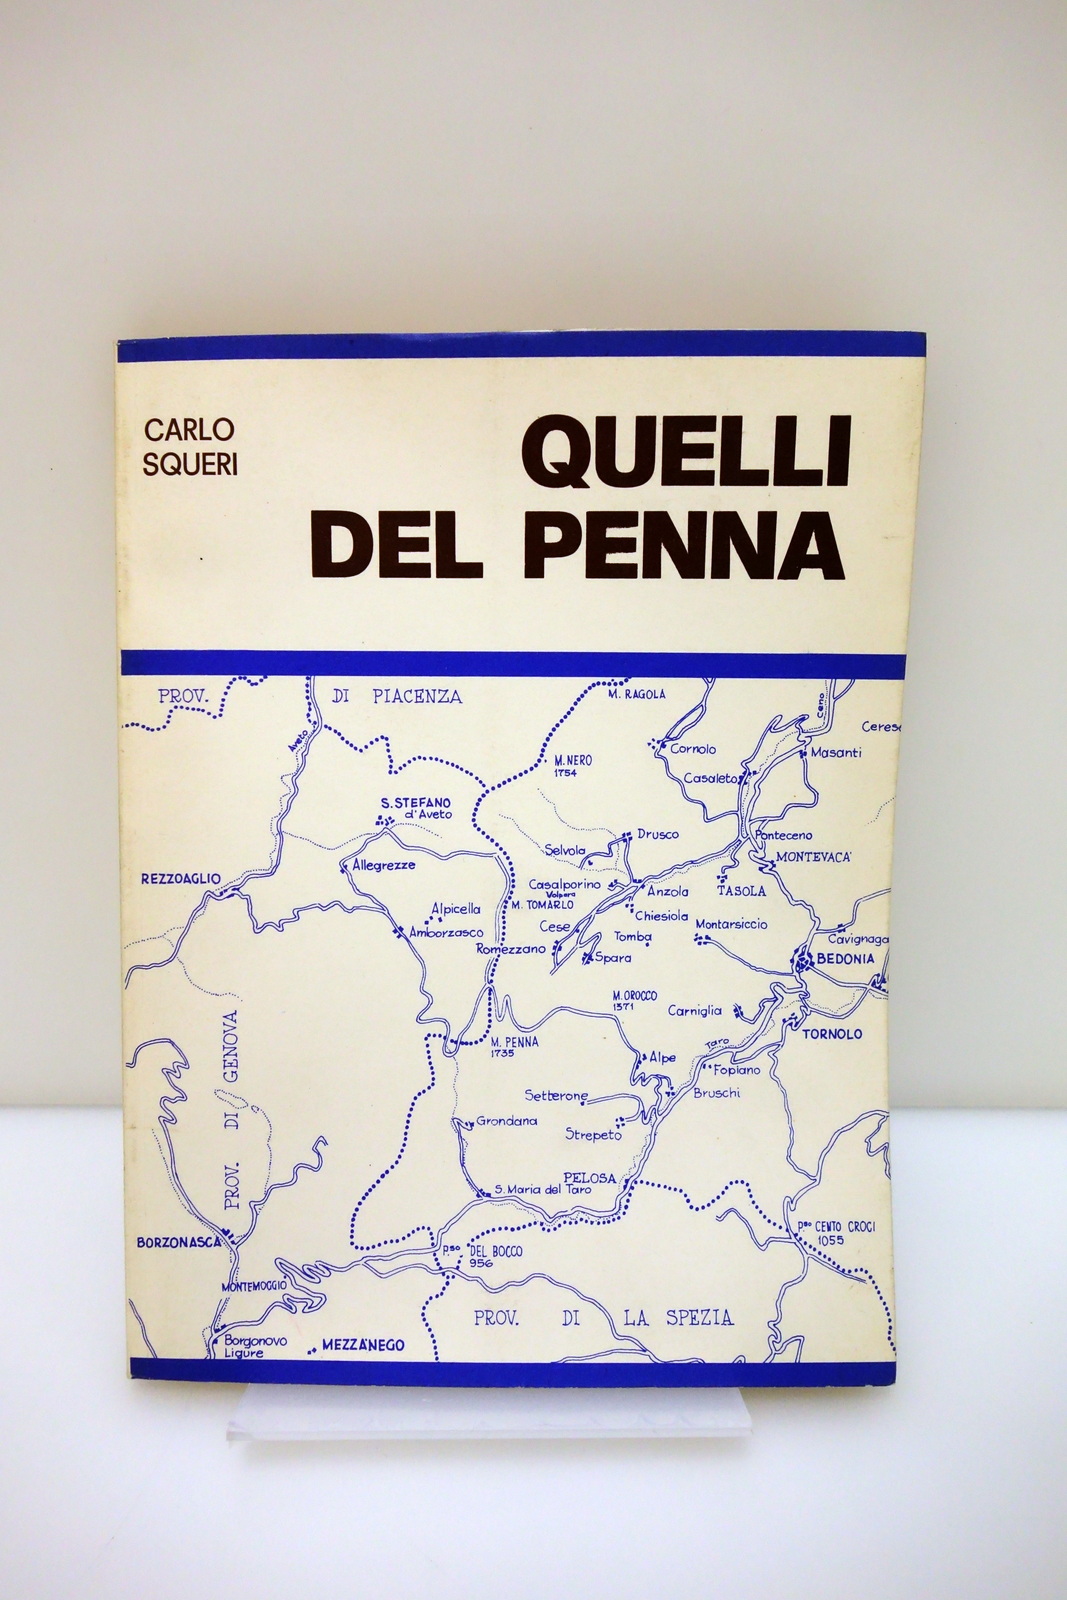 CARLO
SQUERI
QUELLI
DEL PENNA
PROV. DI PIACENZA
M. RAGOLA
Ceno
Aveto
Cornolo
Masanti
M. NERO
1754
Casaleto
S. STEFANO
d'Aveto
Drusco
Ponteceno
Selvola
MONTEVACA'
Allegrezze
REZZOAGLIO
Casalporino
Volpara
Anzola
TASOLA
M. TOMARLO
Alpicella
Chiesiola
Montarsiccio
Cese
Amborzasco
Tomba
Cavignaga
Romezzano
Spara
BEDONIA
M. OROCCO
1371
Carniglia
PROV. DI GENOVA
TORNOLO
M. PENNA
1735
Taro
Alpe
Fopiano
Setterone
Bruschi
Grondana
Strepeto
PELOSA
S. Maria del Taro
Pso CENTO CROCI
1055
BORZONASCA
Pso DEL BOCCO
956
MONTEMOGGIO
PROV. DI LA SPEZIA
Borgonovo
Ligure
MEZZANEGO